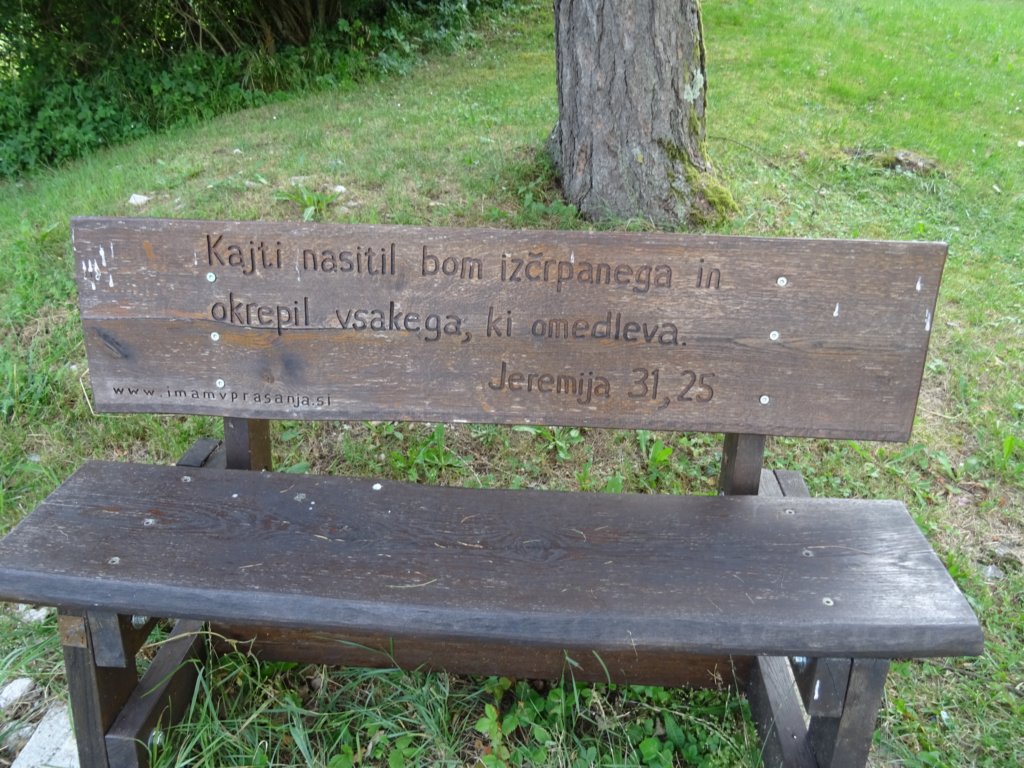 Kajti nasitil bom izčrpanega in
okrepil vsakega, ki omedleva.
Jeremija 31,25
www.imamvprasanja.si